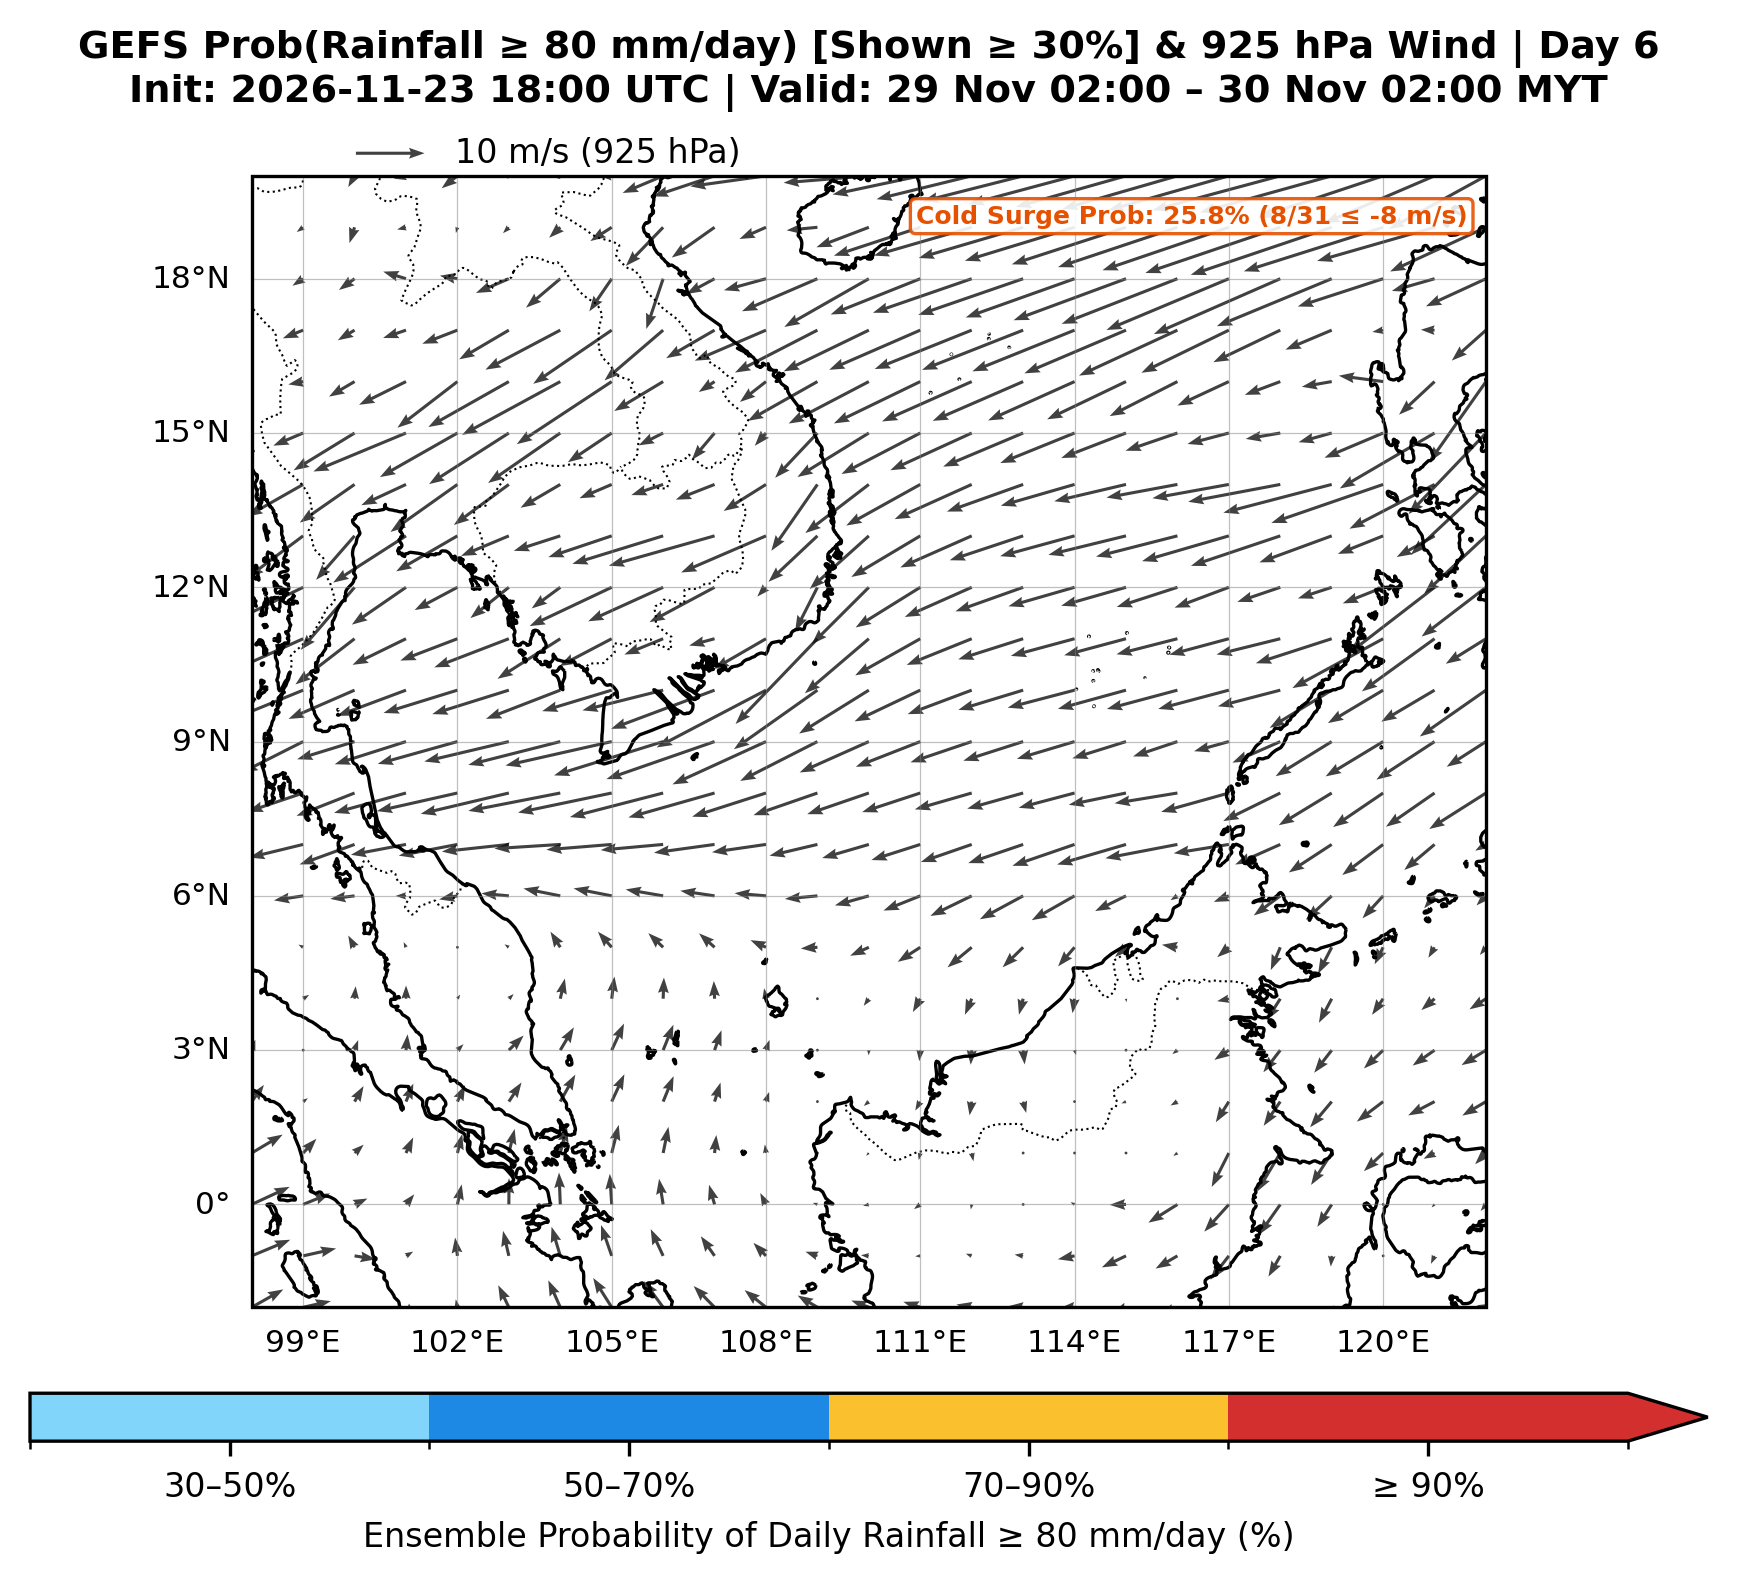 GEFS Prob(Rainfall ≥ 80 mm/day) [Shown ≥ 30%] & 925 hPa Wind | Day 6
Init: 2026-11-23 18:00 UTC | Valid: 29 Nov 02:00 – 30 Nov 02:00 MYT
10 m/s (925 hPa)
Cold Surge Prob: 25.8% (8/31 ≤ -8 m/s)
18°N
15°N
12°N
9°N
6°N
3°N
0°
99°E 102°E 105°E 108°E 111°E 114°E 117°E 120°E
30–50% 50–70% 70–90% ≥ 90%
Ensemble Probability of Daily Rainfall ≥ 80 mm/day (%)